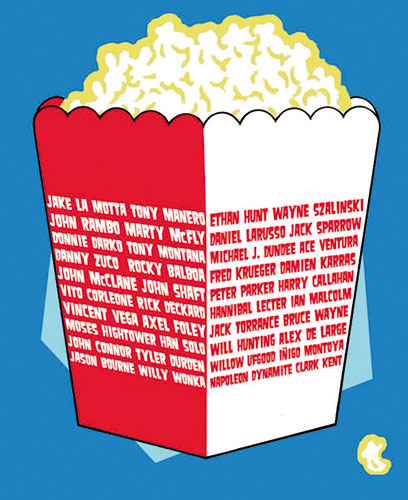 JAKE LA MOTTA TONY MANERO
JOHN RAMBO MARTY McFLY
DONNIE DARKO TONY MONTANA
DANNY ZUCO ROCKY BALBOA
JOHN McCLANE JOHN SHAFT
VITO CORLEONE RICK DECKARD
VINCENT VEGA AXEL FOLEY
MOSES HIGHTOWER HAN SOLO
JOHN CONNOR TYLER DURDEN
JASON BOURNE WILLY WONKA
ETHAN HUNT WAYNE SZALINSKI
DANIEL LARUSSO JACK SPARROW
MICHAEL J. DUNDEE ACE VENTURA
FRED KRUEGER DAMIEN KARRAS
PETER PARKER HARRY CALLAHAN
HANNIBAL LECTER IAN MALCOLM
JACK TORRANCE BRUCE WAYNE
WILL HUNTING ALEX DE LARGE
WILLOW UFGOOD IÑIGO MONTOYA
NAPOLEON DYNAMITE CLARK KENT